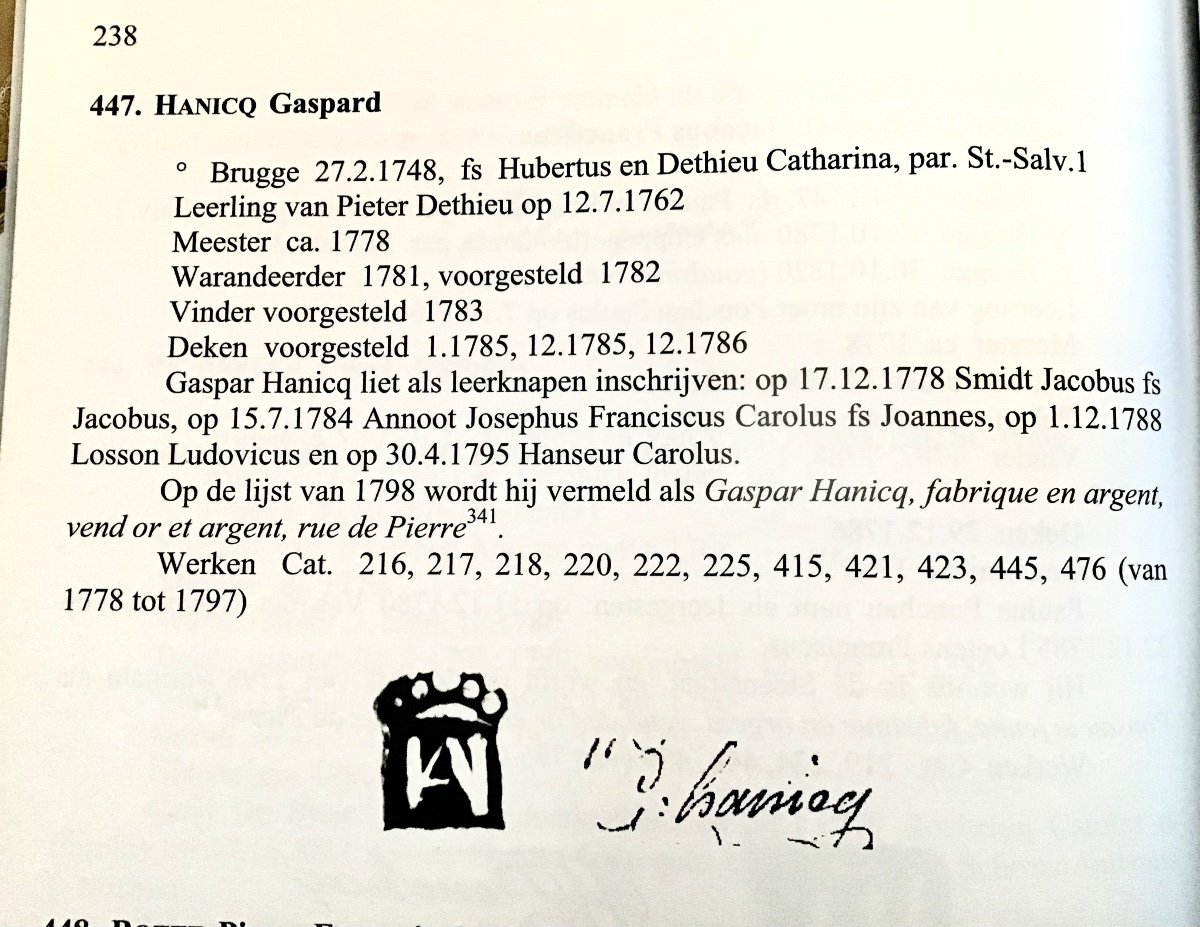 238
447. HANICQ Gaspard
° Brugge 27.2.1748, fs Hubertus en Dethieu Catharina, par. St.-Salv.1
Leerling van Pieter Dethieu op 12.7.1762
Meester ca. 1778
Warandeerder 1781, voorgesteld 1782
Vinder voorgesteld 1783
Deken voorgesteld 1.1785, 12.1785, 12.1786
Gaspar Hanicq liet als leerknapen inschrijven: op 17.12.1778 Smidt Jacobus fs
Jacobus, op 15.7.1784 Annoot Josephus Franciscus Carolus fs Joannes, op 1.12.1788
Losson Ludovicus en op 30.4.1795 Hanseur Carolus.
Op de lijst van 1798 wordt hij vermeld als Gaspar Hanicq, fabrique en argent,
vend or et argent, rue de Pierre341.
Werken Cat. 216, 217, 218, 220, 222, 225, 415, 421, 423, 445, 476 (van
1778 tot 1797)
hanicq